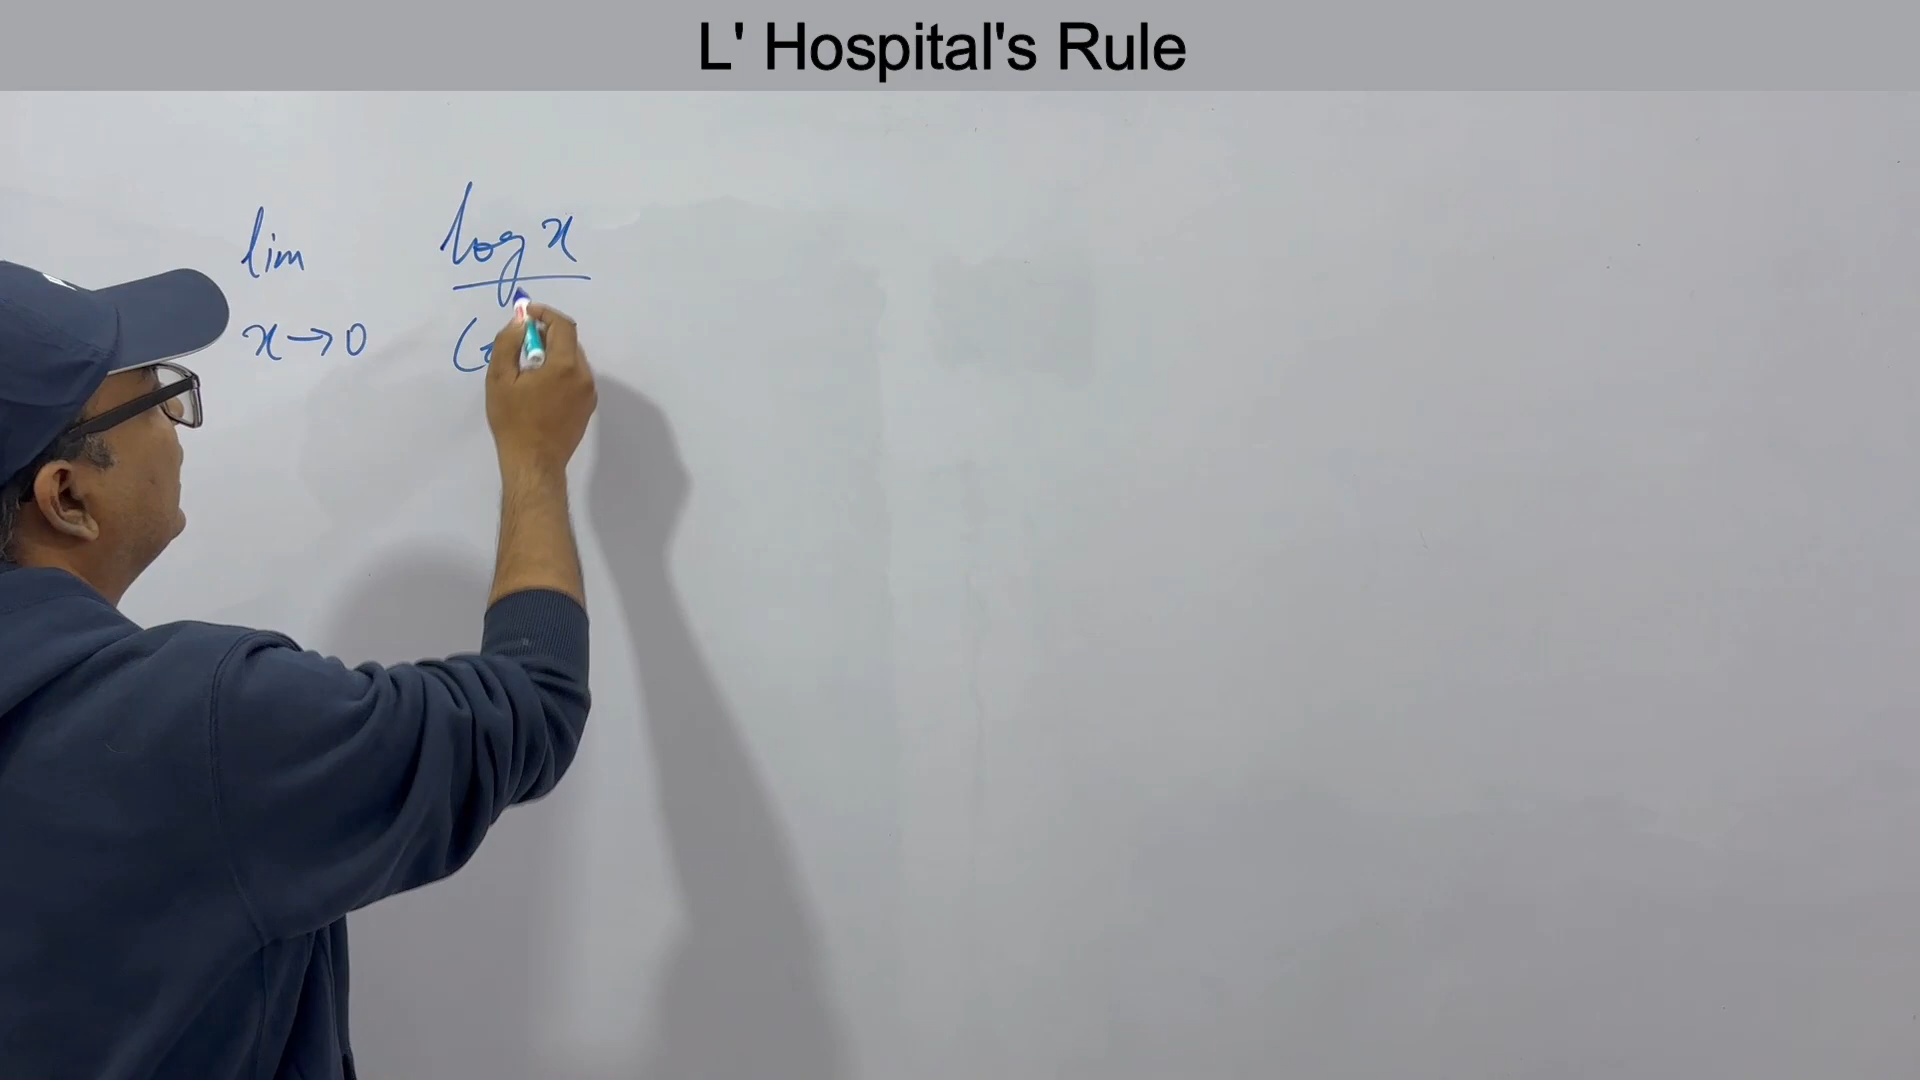 L' Hospital's Rule
lim log x
x→0 (